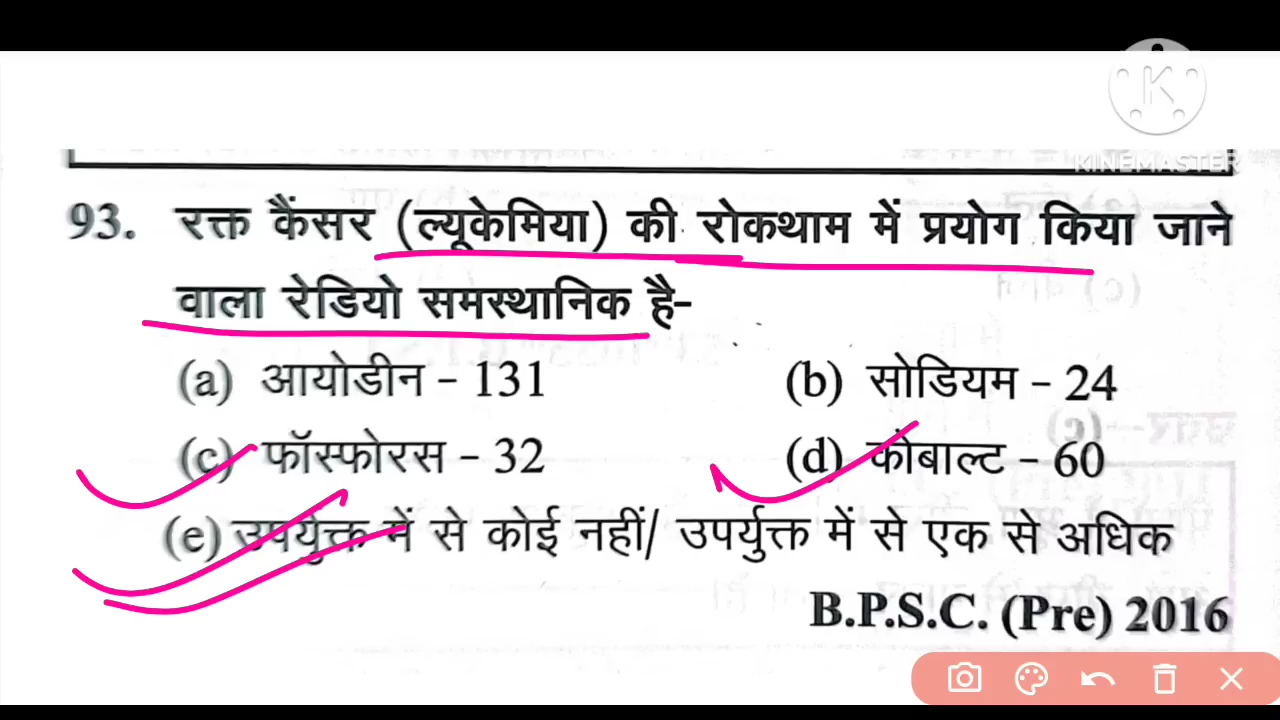 KINEMASTER
93. रक्त कैंसर (ल्यूकेमिया) की रोकथाम में प्रयोग किया जाने
वाला रेडियो समस्थानिक है-
(a) आयोडीन - 131 (b) सोडियम - 24
(c) फॉस्फोरस - 32 (d) कोबाल्ट - 60
(e) उपर्युक्त में से कोई नहीं/ उपर्युक्त में से एक से अधिक
B.P.S.C. (Pre) 2016